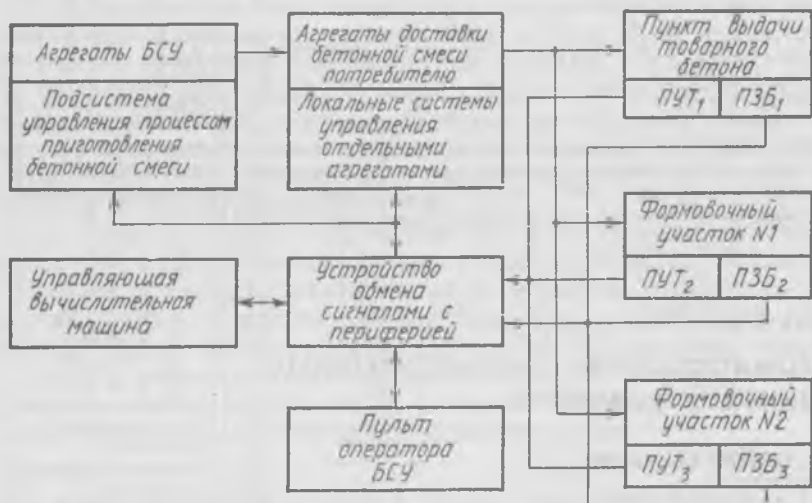 Агрегаты БСУ
Подсистема
управления процессом
приготовления
бетонной смеси
Агрегаты доставки
бетонной смеси
потребителю
Локальные системы
управления
отдельными
агрегатами
Пункт выдачи
товарного
бетона
ПУТ₁ ПЗБ₁
Формовочный
участок N1
ПУТ₂ ПЗБ₂
Управляющая
вычислительная
машина
Устройство
обмена
сигналами с
периферией
Формовочный
участок N2
ПУТ₃ ПЗБ₃
Пульт
оператора
БСУ